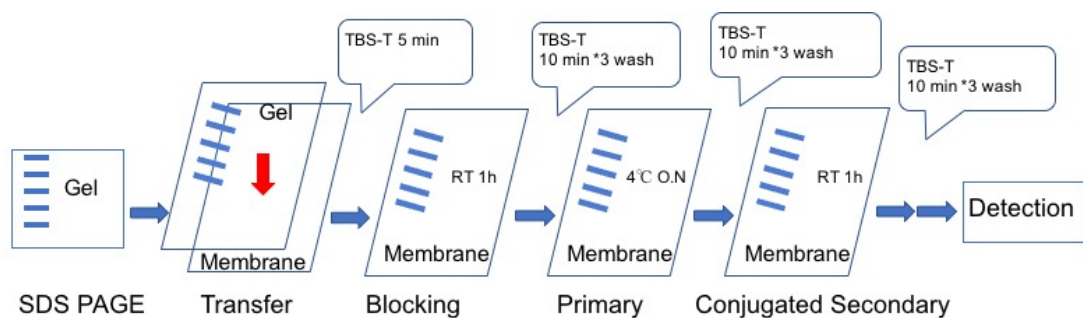 TBS-T 5 min
TBS-T
10 min *3 wash
TBS-T
10 min *3 wash
TBS-T
10 min *3 wash
Gel
Gel
RT 1h
4℃ O.N
RT 1h
Detection
Membrane
Membrane
Membrane
Membrane
SDS PAGE
Transfer
Blocking
Primary
Conjugated Secondary